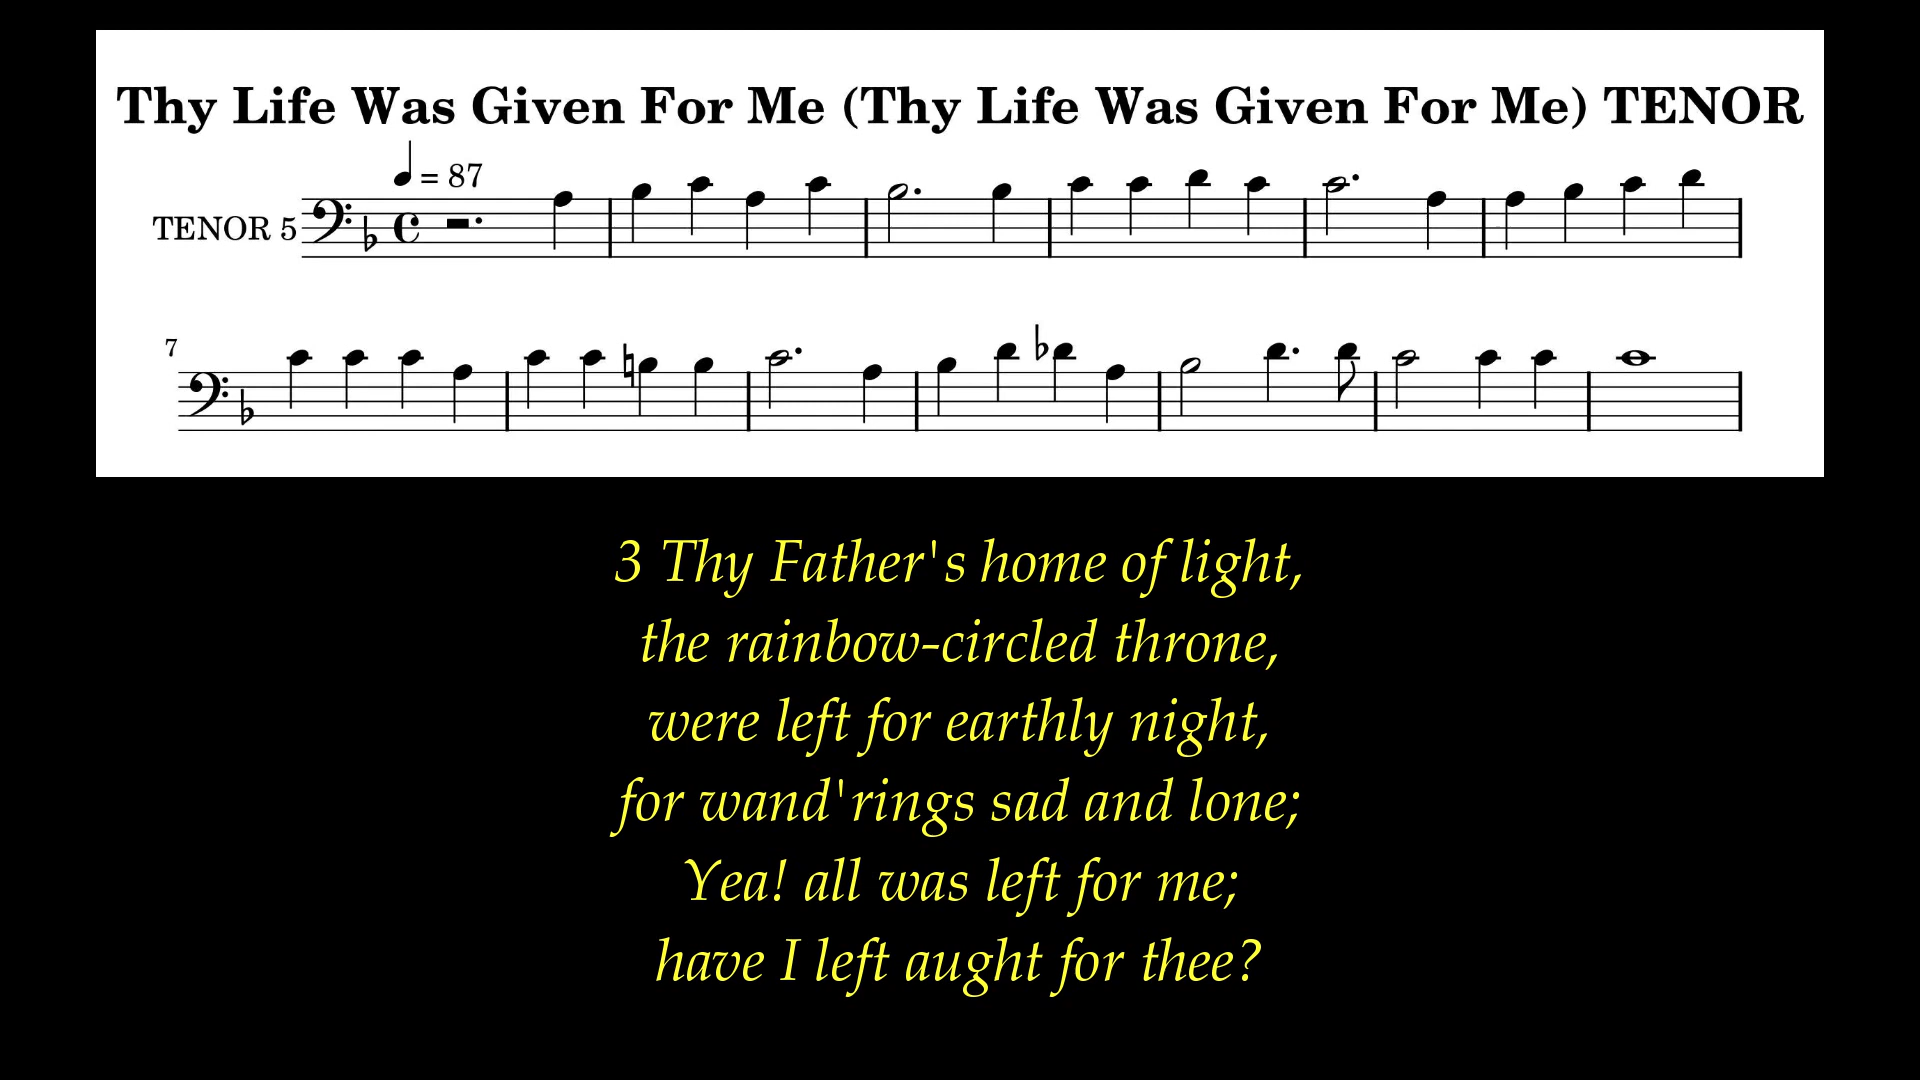 Thy Life Was Given For Me (Thy Life Was Given For Me) TENOR
= 87
TENOR 5
7
3 Thy Father's home of light,
the rainbow-circled throne,
were left for earthly night,
for wand'rings sad and lone;
Yea! all was left for me;
have I left aught for thee?